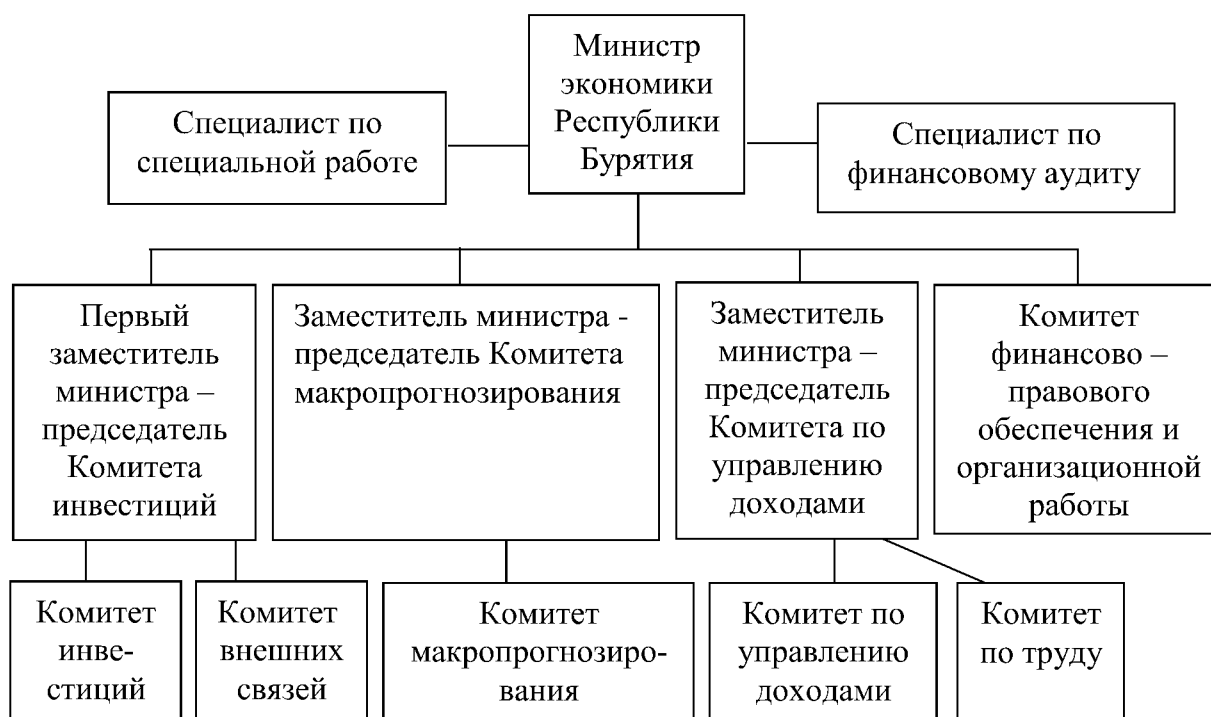 Министр
экономики
Республики
Бурятия
Специалист по
специальной работе
Специалист по
финансовому аудиту
Первый
заместитель
министра –
председатель
Комитета
инвестиций
Заместитель министра -
председатель Комитета
макропрогнозирования
Заместитель
министра –
председатель
Комитета по
управлению
доходами
Комитет
финансово –
правового
обеспечения и
организационной
работы
Комитет
инве-
стиций
Комитет
внешних
связей
Комитет
макропрогнозиро-
вания
Комитет по
управлению
доходами
Комитет
по труду